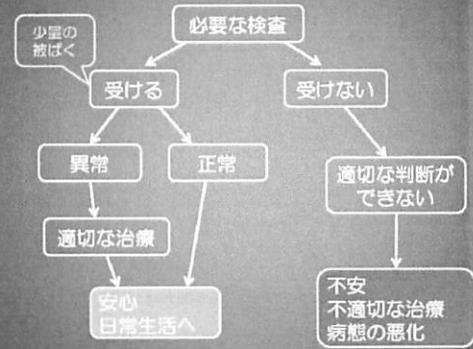 必要な検査
少量の
被ばく
受ける
受けない
異常
正常
適切な判断が
できない
適切な治療
安心
日常生活へ
不安
不適切な治療
病態の悪化